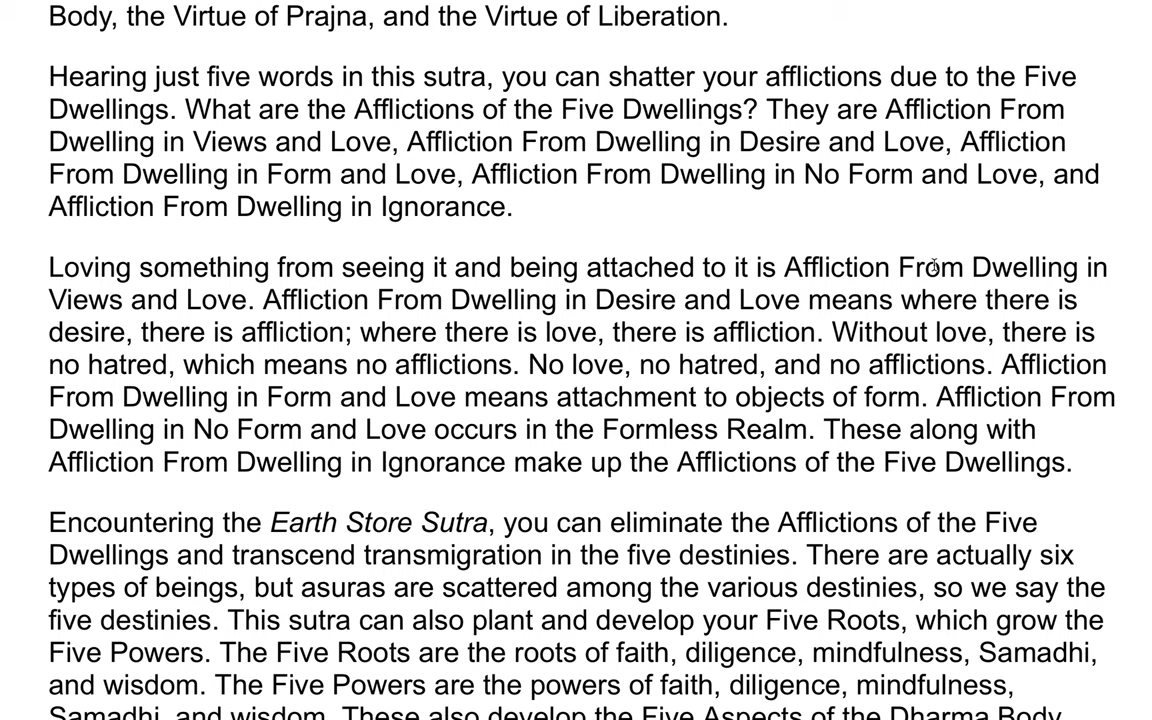 Body, the Virtue of Prajna, and the Virtue of Liberation.
Hearing just five words in this sutra, you can shatter your afflictions due to the Five
Dwellings. What are the Afflictions of the Five Dwellings? They are Affliction From
Dwelling in Views and Love, Affliction From Dwelling in Desire and Love, Affliction
From Dwelling in Form and Love, Affliction From Dwelling in No Form and Love, and
Affliction From Dwelling in Ignorance.
Loving something from seeing it and being attached to it is Affliction From Dwelling in
Views and Love. Affliction From Dwelling in Desire and Love means where there is
desire, there is affliction; where there is love, there is affliction. Without love, there is
no hatred, which means no afflictions. No love, no hatred, and no afflictions. Affliction
From Dwelling in Form and Love means attachment to objects of form. Affliction From
Dwelling in No Form and Love occurs in the Formless Realm. These along with
Affliction From Dwelling in Ignorance make up the Afflictions of the Five Dwellings.
Encountering the Earth Store Sutra, you can eliminate the Afflictions of the Five
Dwellings and transcend transmigration in the five destinies. There are actually six
types of beings, but asuras are scattered among the various destinies, so we say the
five destinies. This sutra can also plant and develop your Five Roots, which grow the
Five Powers. The Five Roots are the roots of faith, diligence, mindfulness, Samadhi,
and wisdom. The Five Powers are the powers of faith, diligence, mindfulness,
Samadhi, and wisdom. These also develop the Five Aspects of the Dharma Body